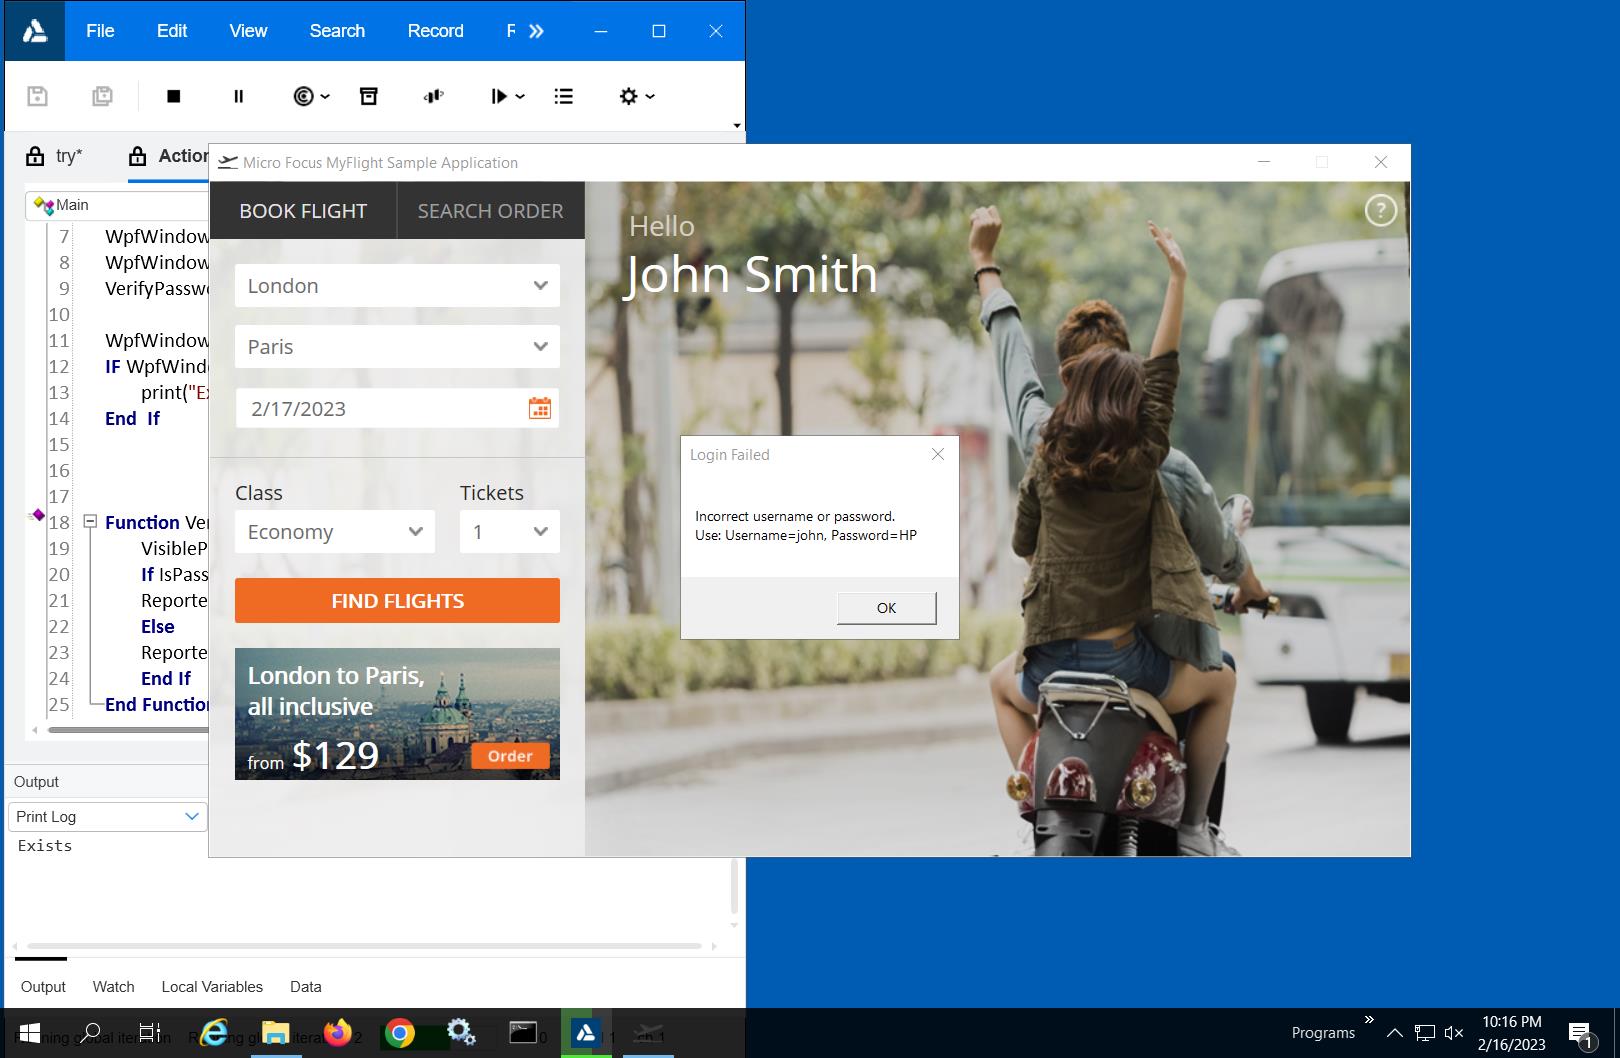 File Edit View Search Record
try*
Action
Main
7 WpfWindow
8 WpfWindow
9 VerifyPasswo
10
11 WpfWindow
12 IF WpfWind
13 print("Ex
14 End If
15
16
17
18 Function Ver
19 VisibleP
20 If IsPass
21 Reporte
22 Else
23 Reporte
24 End If
25 End Function
Output
Print Log
Exists
Output Watch Local Variables Data
Micro Focus MyFlight Sample Application
BOOK FLIGHT SEARCH ORDER
London
Paris
2/17/2023
Class Tickets
Economy 1
FIND FLIGHTS
London to Paris,
all inclusive
from $129
Order
Hello
John Smith
?
Login Failed
Incorrect username or password.
Use: Username=john, Password=HP
OK
Programs
10:16 PM
2/16/2023
1